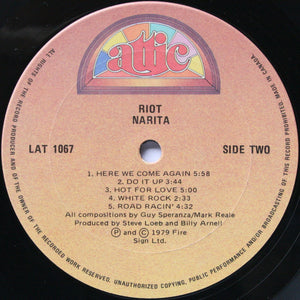 attic
RIOT
NARITA
LAT 1067
SIDE TWO
1. HERE WE COME AGAIN 5:58
2. DO IT UP 3:44
3. HOT FOR LOVE 5:00
4. WHITE ROCK 2:33
5. ROAD RACIN' 4:32
All compositions by Guy Speranza/Mark Reale
Produced by Steve Loeb and Billy Arnell
Ⓟ and © 1979 Fire
Sign Ltd.
ALL RIGHTS OF THE RECORD PRODUCER AND OF THE OWNER OF THE RECORDED WORK RESERVED. UNAUTHORIZED COPYING, PUBLIC PERFORMANCE AND/OR BROADCASTING OF THIS RECORD PROHIBITED. MADE IN CANADA.